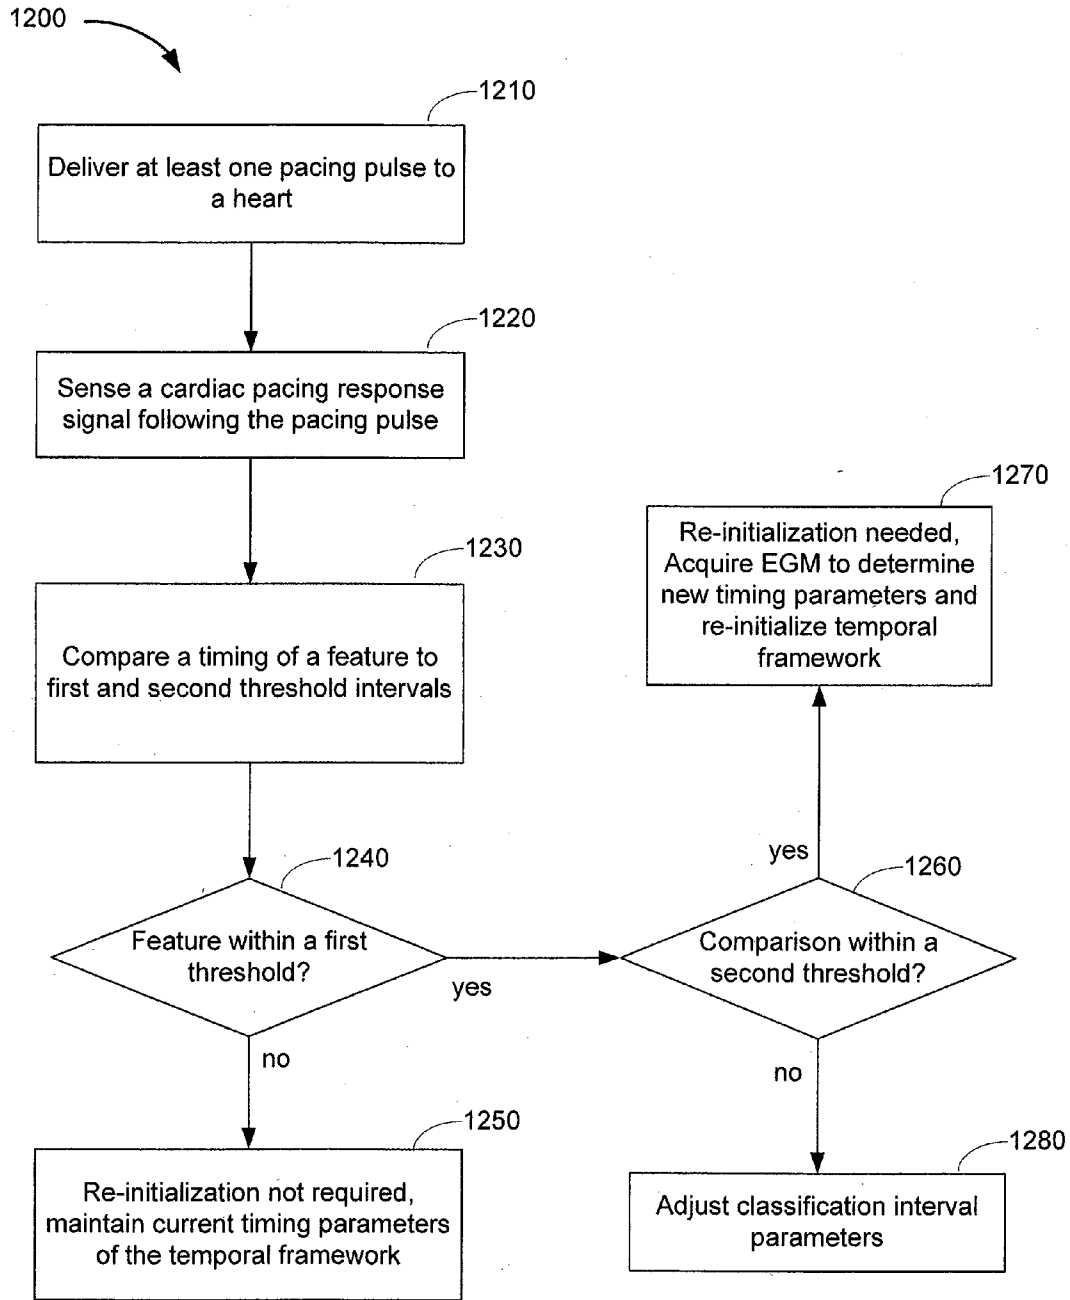 1200
1210
Deliver at least one pacing pulse to
a heart
1220
Sense a cardiac pacing response
signal following the pacing pulse
1230
Compare a timing of a feature to
first and second threshold intervals
1240
Feature within a first
threshold?
yes
no
1250
Re-initialization not required,
maintain current timing parameters
of the temporal framework
1260
Comparison within a
second threshold?
yes
1270
Re-initialization needed,
Acquire EGM to determine
new timing parameters and
re-initialize temporal
framework
no
1280
Adjust classification interval
parameters